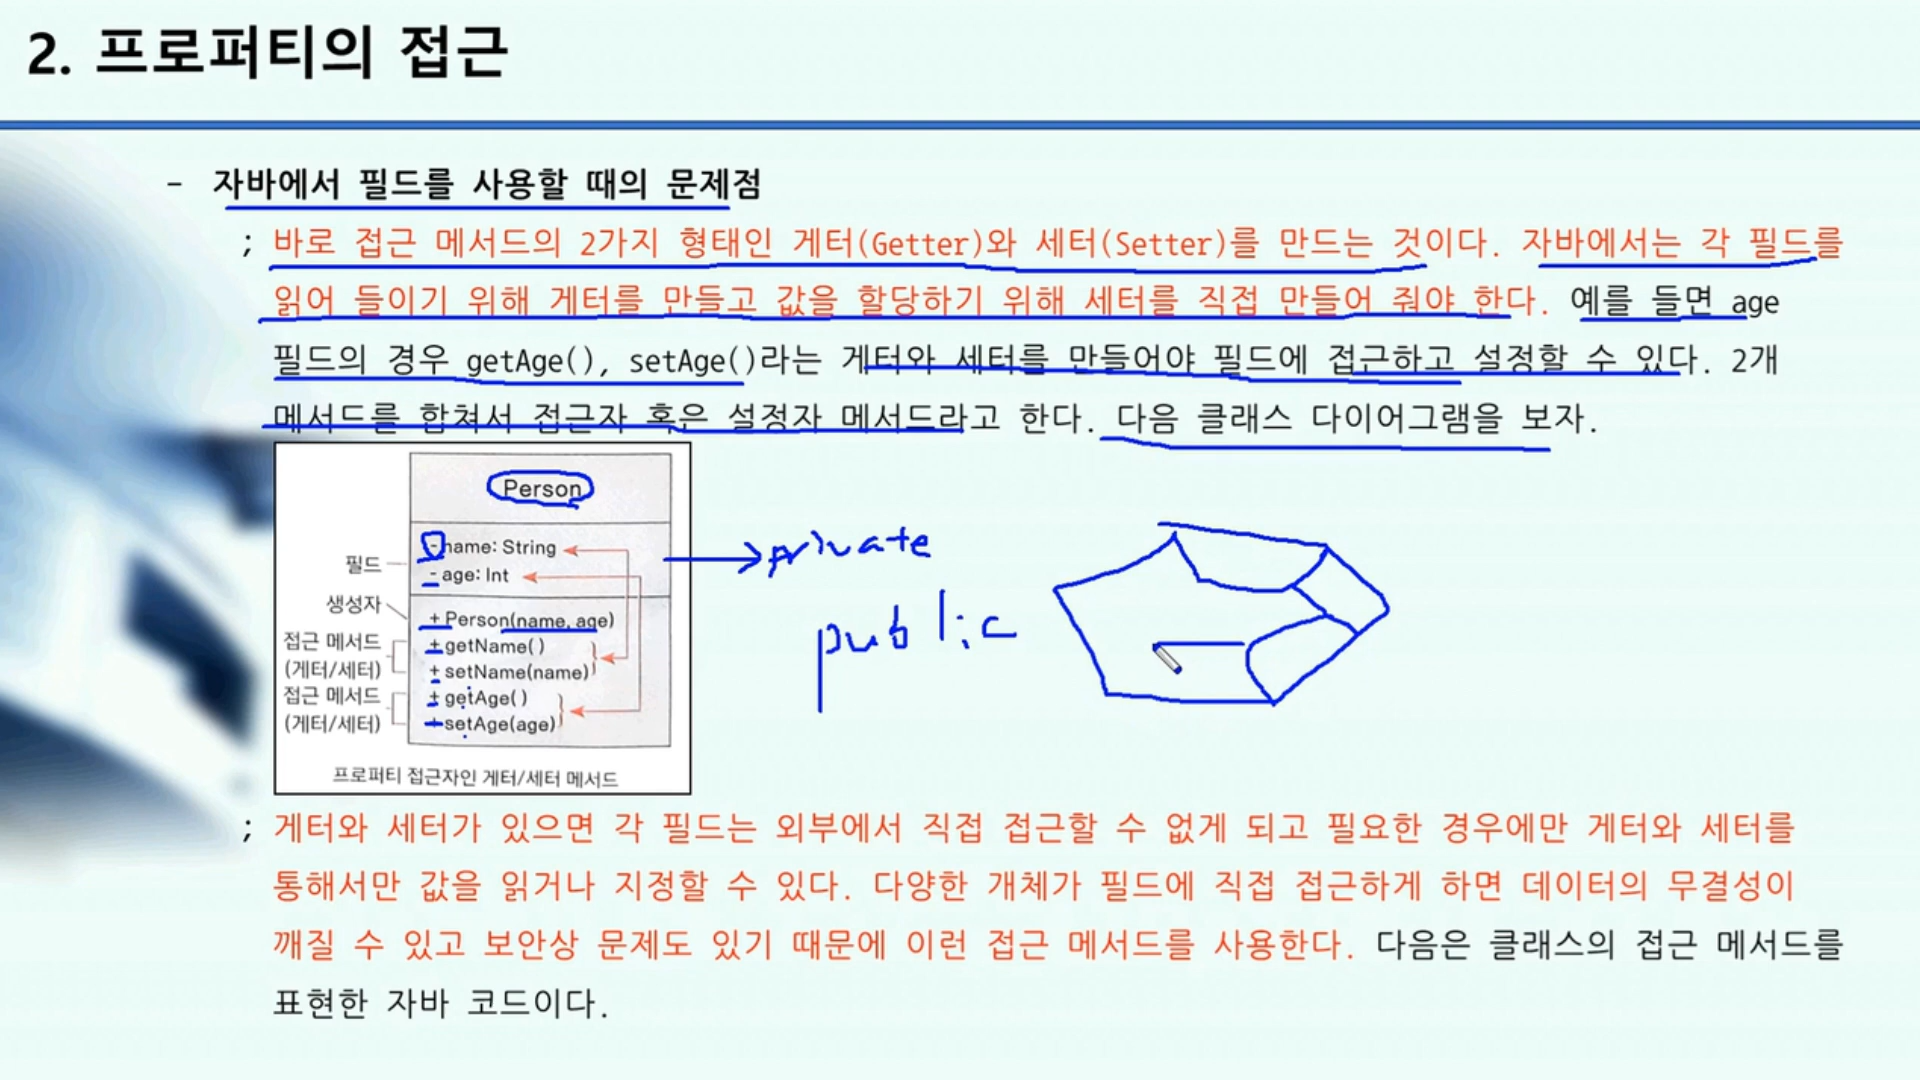 2. 프로퍼티의 접근
- 자바에서 필드를 사용할 때의 문제점
; 바로 접근 메서드의 2가지 형태인 게터(Getter)와 세터(Setter)를 만드는 것이다. 자바에서는 각 필드를
읽어 들이기 위해 게터를 만들고 값을 할당하기 위해 세터를 직접 만들어 줘야 한다. 예를 들면 age
필드의 경우 getAge(), setAge()라는 게터와 세터를 만들어야 필드에 접근하고 설정할 수 있다. 2개
메서드를 합쳐서 접근자 혹은 설정자 메서드라고 한다. 다음 클래스 다이어그램을 보자.
Person
필드
- name: String
- age: Int
생성자
+ Person(name, age)
접근 메서드
(게터/세터)
+ getName()
+ setName(name)
접근 메서드
(게터/세터)
+ getAge()
+ setAge(age)
프로퍼티 접근자인 게터/세터 메서드
private
public
; 게터와 세터가 있으면 각 필드는 외부에서 직접 접근할 수 없게 되고 필요한 경우에만 게터와 세터를
통해서만 값을 읽거나 지정할 수 있다. 다양한 개체가 필드에 직접 접근하게 하면 데이터의 무결성이
깨질 수 있고 보안상 문제도 있기 때문에 이런 접근 메서드를 사용한다. 다음은 클래스의 접근 메서드를
표현한 자바 코드이다.